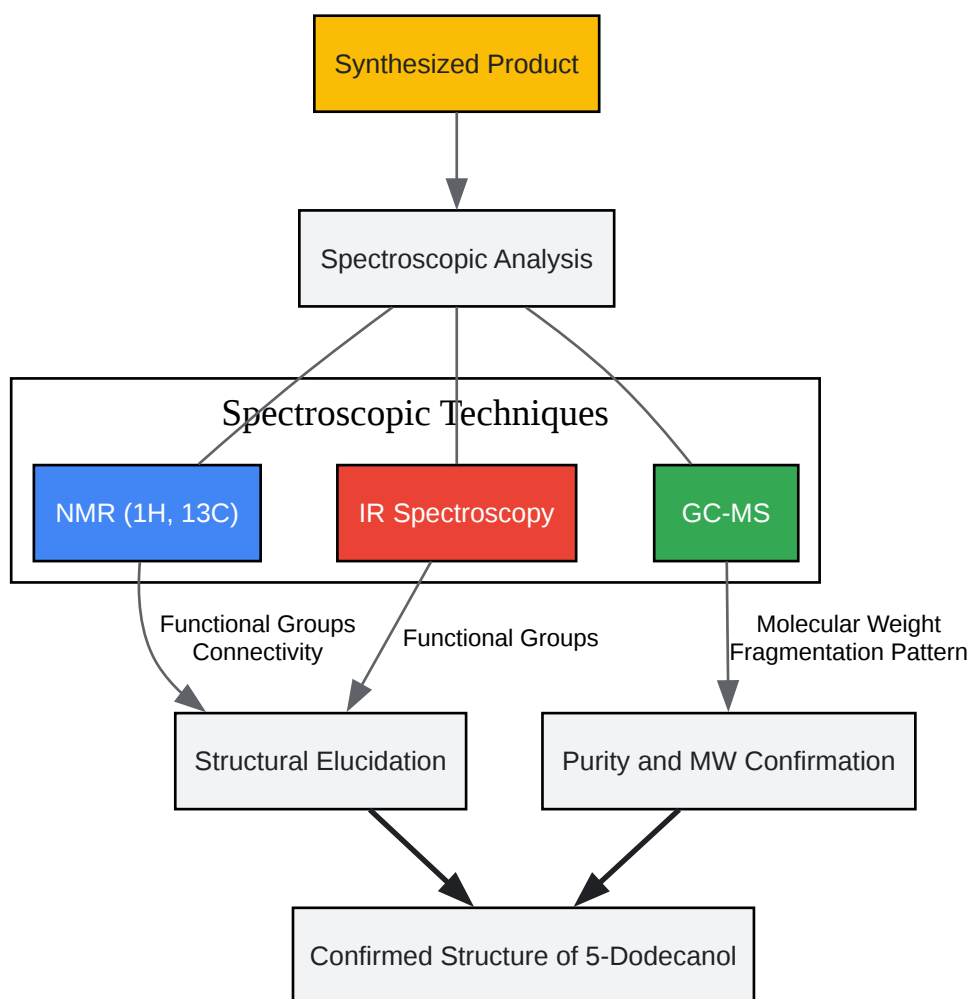 Synthesized Product
Spectroscopic Analysis
Spectroscopic Techniques
NMR (1H, 13C)
IR Spectroscopy
GC-MS
Functional Groups
Connectivity
Functional Groups
Molecular Weight
Fragmentation Pattern
Structural Elucidation
Purity and MW Confirmation
Confirmed Structure of 5-Dodecanol